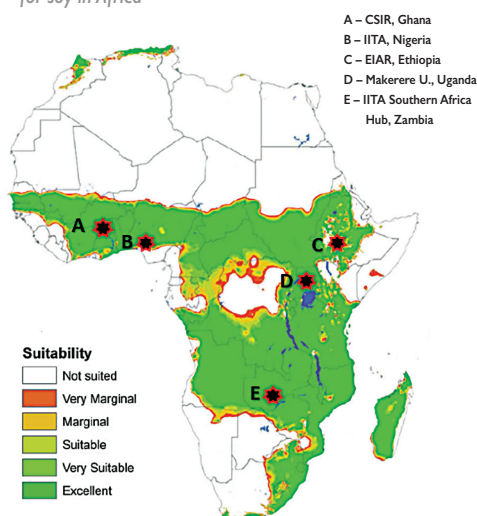 for soy in Africa
A – CSIR, Ghana
B – IITA, Nigeria
C – EIAR, Ethiopia
D – Makerere U., Uganda
E – IITA Southern Africa
Hub, Zambia
A
B
C
D
E
Suitability
Not suited
Very Marginal
Marginal
Suitable
Very Suitable
Excellent